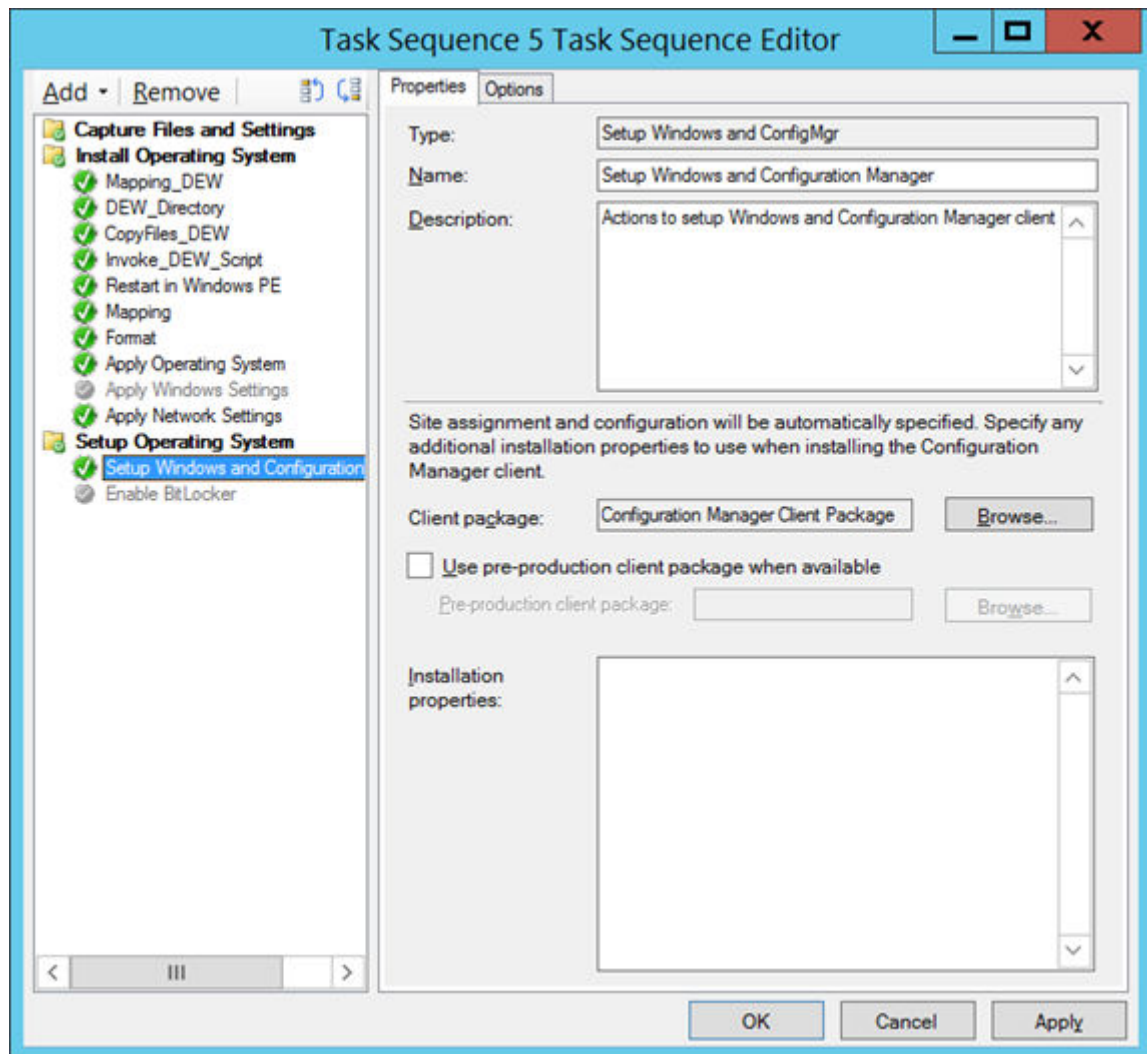 Task Sequence 5 Task Sequence Editor
Add
Remove
Capture Files and Settings
Install Operating System
Mapping_DEW
DEW_Directory
CopyFiles_DEW
Invoke_DEW_Script
Restart in Windows PE
Mapping
Format
Apply Operating System
Apply Windows Settings
Apply Network Settings
Setup Operating System
Setup Windows and Configuration
Enable BitLocker
Properties
Options
Type:
Setup Windows and ConfigMgr
Name:
Setup Windows and Configuration Manager
Description:
Actions to setup Windows and Configuration Manager client
Site assignment and configuration will be automatically specified. Specify any
additional installation properties to use when installing the Configuration
Manager client.
Client package:
Configuration Manager Client Package
Browse...
Use pre-production client package when available
Pre-production client package:
Browse...
Installation
properties:
OK
Cancel
Apply